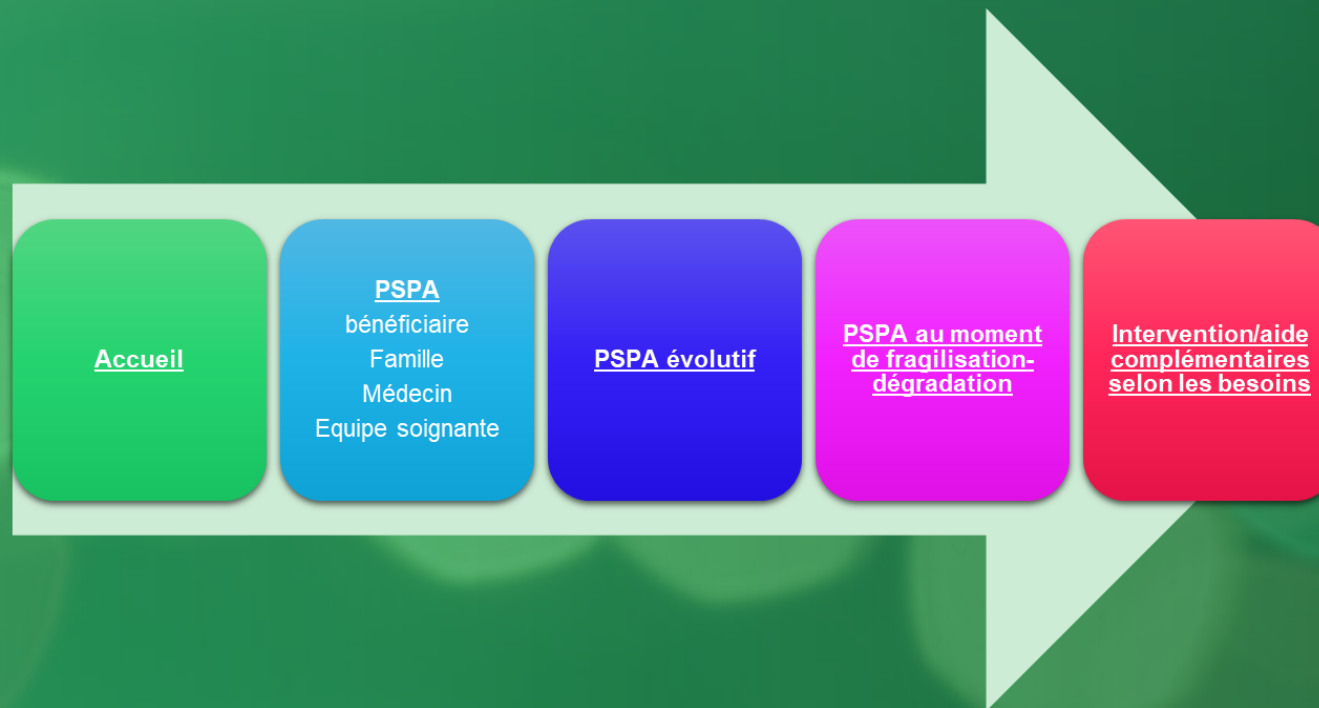 Accueil
PSPA
bénéficiaire
Famille
Médecin
Equipe soignante
PSPA évolutif
PSPA au moment
de fragilisation-
dégradation
Intervention/aide
complémentaires
selon les besoins